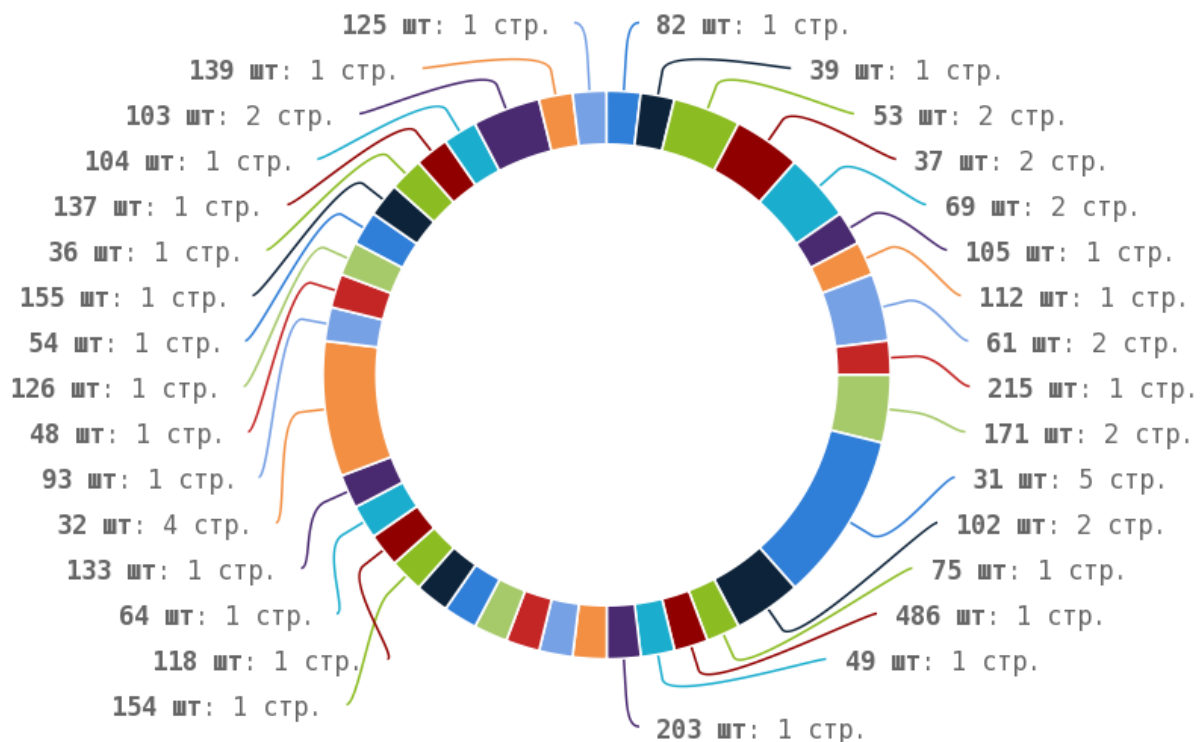 125 шт: 1 стр.
82 шт: 1 стр.
139 шт: 1 стр.
39 шт: 1 стр.
103 шт: 2 стр.
53 шт: 2 стр.
104 шт: 1 стр.
37 шт: 2 стр.
137 шт: 1 стр.
69 шт: 2 стр.
36 шт: 1 стр.
105 шт: 1 стр.
155 шт: 1 стр.
112 шт: 1 стр.
54 шт: 1 стр.
61 шт: 2 стр.
126 шт: 1 стр.
215 шт: 1 стр.
48 шт: 1 стр.
171 шт: 2 стр.
93 шт: 1 стр.
31 шт: 5 стр.
32 шт: 4 стр.
102 шт: 2 стр.
133 шт: 1 стр.
75 шт: 1 стр.
64 шт: 1 стр.
486 шт: 1 стр.
118 шт: 1 стр.
49 шт: 1 стр.
154 шт: 1 стр.
203 шт: 1 стр.